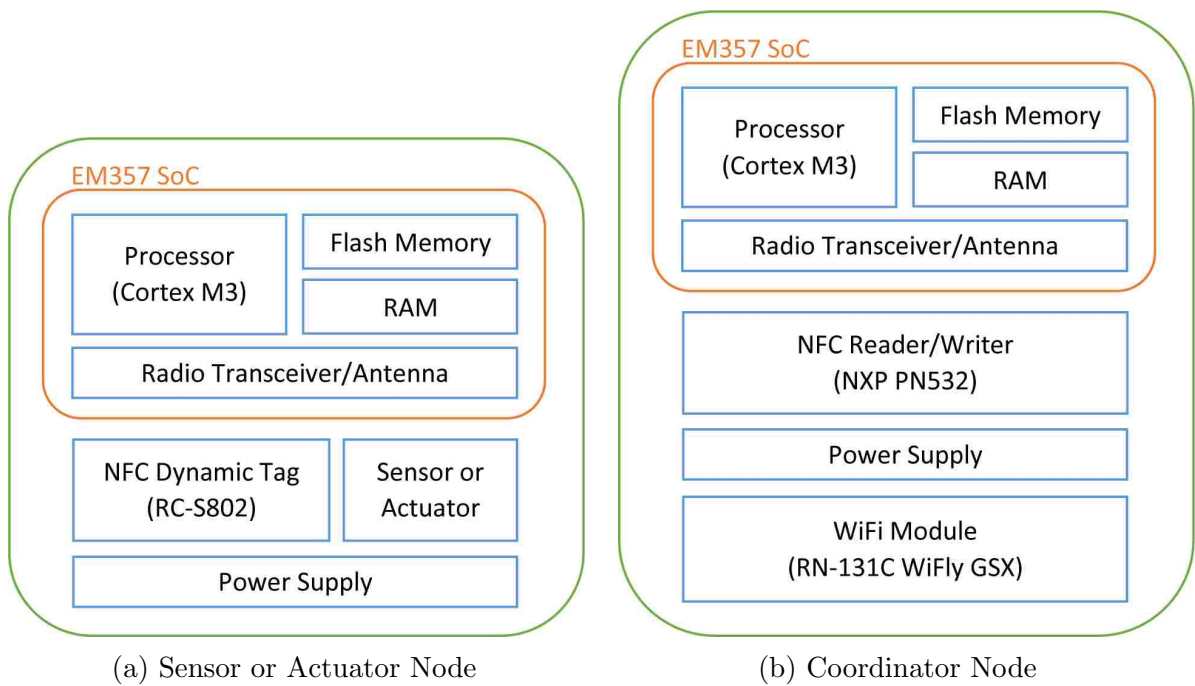 EM357 SoC
Processor
(Cortex M3)
Flash Memory
RAM
Radio Transceiver/Antenna
NFC Dynamic Tag
(RC-S802)
Sensor or
Actuator
Power Supply
(a) Sensor or Actuator Node
EM357 SoC
Processor
(Cortex M3)
Flash Memory
RAM
Radio Transceiver/Antenna
NFC Reader/Writer
(NXP PN532)
Power Supply
WiFi Module
(RN-131C WiFly GSX)
(b) Coordinator Node